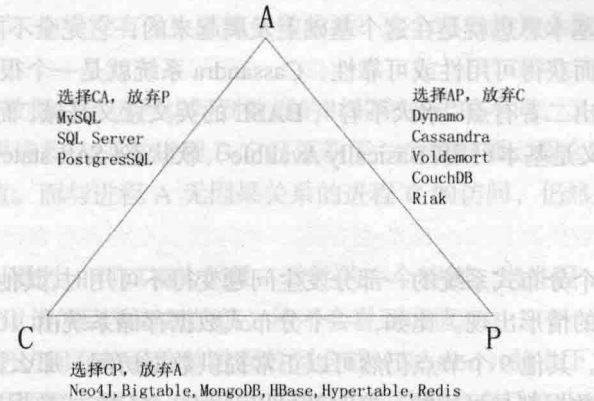 A
选择CA，放弃P
MySQL
SQL Server
PostgresSQL
选择AP，放弃C
Dynamo
Cassandra
Voldemort
CouchDB
Riak
C
P
选择CP，放弃A
Neo4J,Bigtable,MongoDB,HBase,Hypertable,Redis